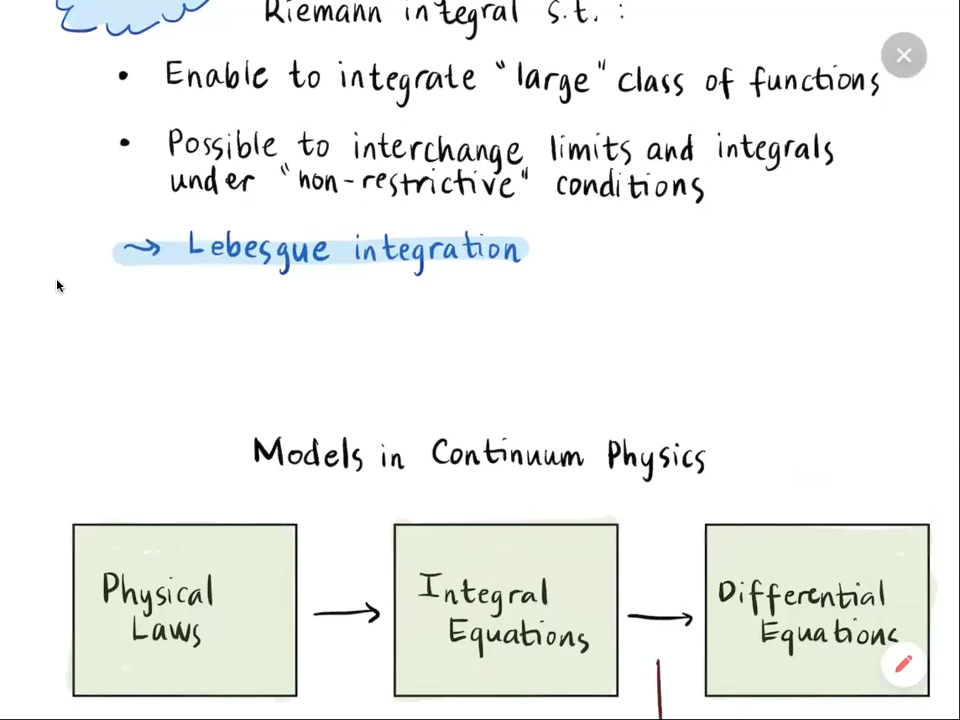 Riemann integral s.t. :
• Enable to integrate "large" class of functions
• Possible to interchange limits and integrals
under "non-restrictive" conditions
⤳ Lebesgue integration
Models in Continuum Physics
Physical
Laws
→
Integral
Equations
→
Differential
Equations